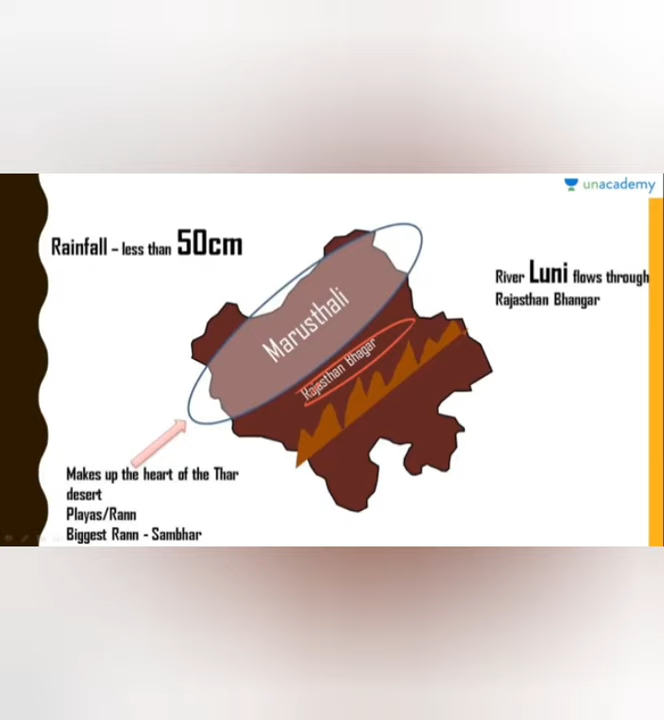 unacademy
Rainfall - less than 50cm
River Luni flows through
Rajasthan Bhangar
Marusthali
Rajasthan Bhagar
Makes up the heart of the Thar
desert
Playas/Rann
Biggest Rann - Sambhar